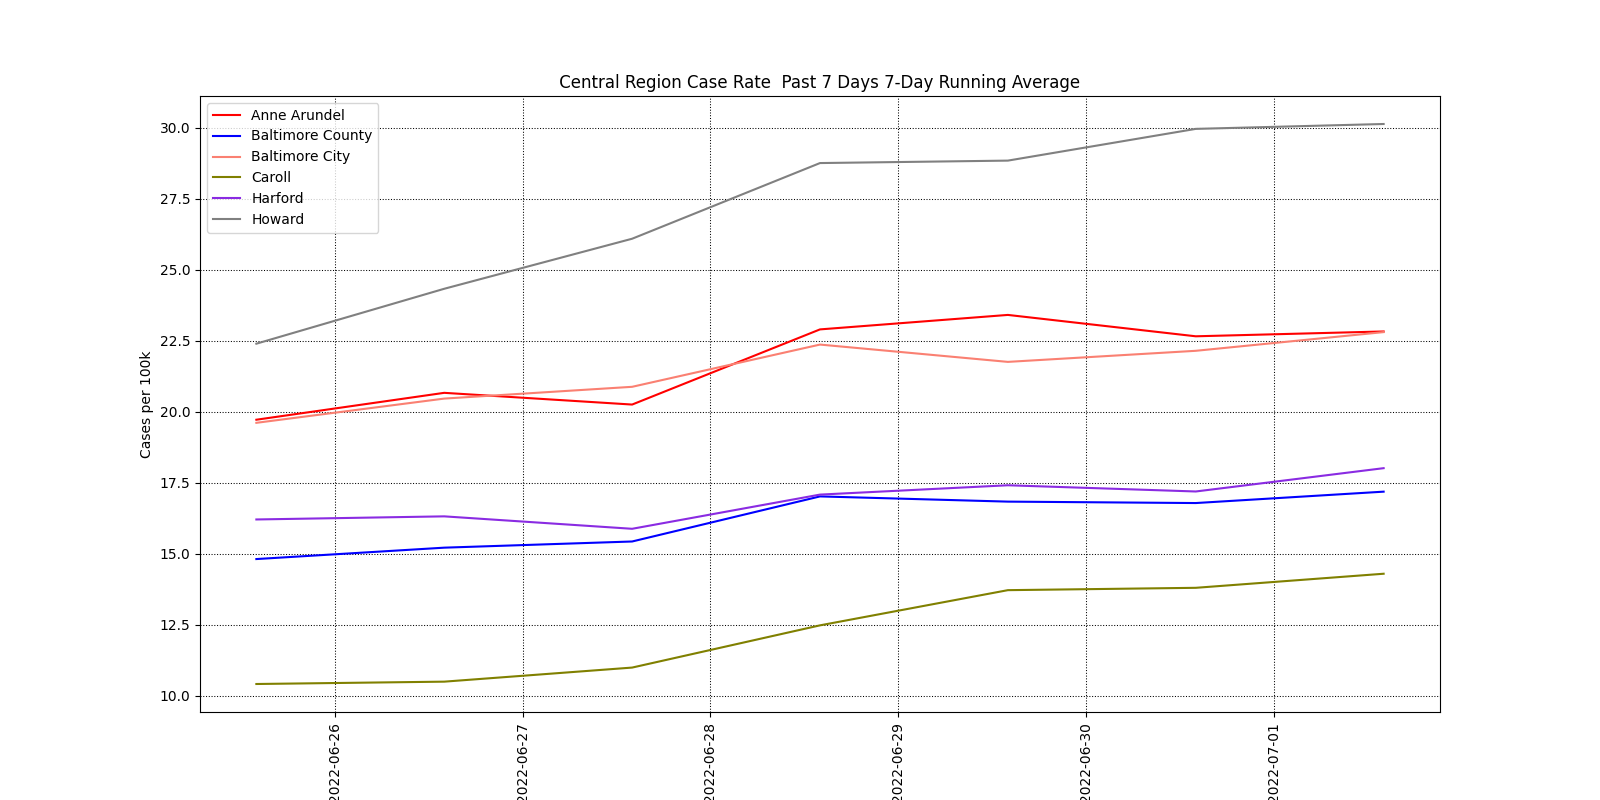 Central Region Case Rate  Past 7 Days 7-Day Running Average
Anne Arundel
Baltimore County
Baltimore City
Caroll
Harford
Howard
30.0
27.5
25.0
22.5
20.0
17.5
15.0
12.5
10.0
Cases per 100k
2022-06-26
2022-06-27
2022-06-28
2022-06-29
2022-06-30
2022-07-01